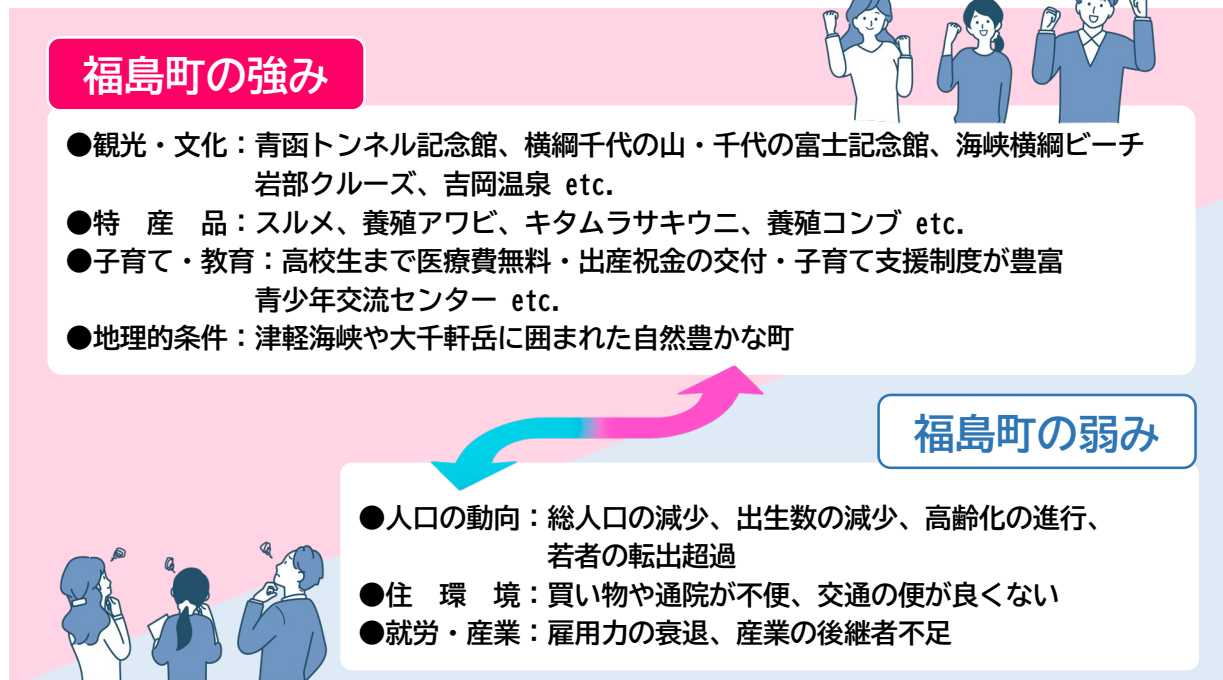 福島町の強み
●観光・文化：青函トンネル記念館、横綱千代の山・千代の富士記念館、海峡横綱ビーチ
岩部クルーズ、吉岡温泉 etc.
●特　産　品：スルメ、養殖アワビ、キタムラサキウニ、養殖コンブ etc.
●子育て・教育：高校生まで医療費無料・出産祝金の交付・子育て支援制度が豊富
青少年交流センター etc.
●地理的条件：津軽海峡や大千軒岳に囲まれた自然豊かな町
福島町の弱み
●人口の動向：総人口の減少、出生数の減少、高齢化の進行、
若者の転出超過
●住　環　境：買い物や通院が不便、交通の便が良くない
●就労・産業：雇用力の衰退、産業の後継者不足